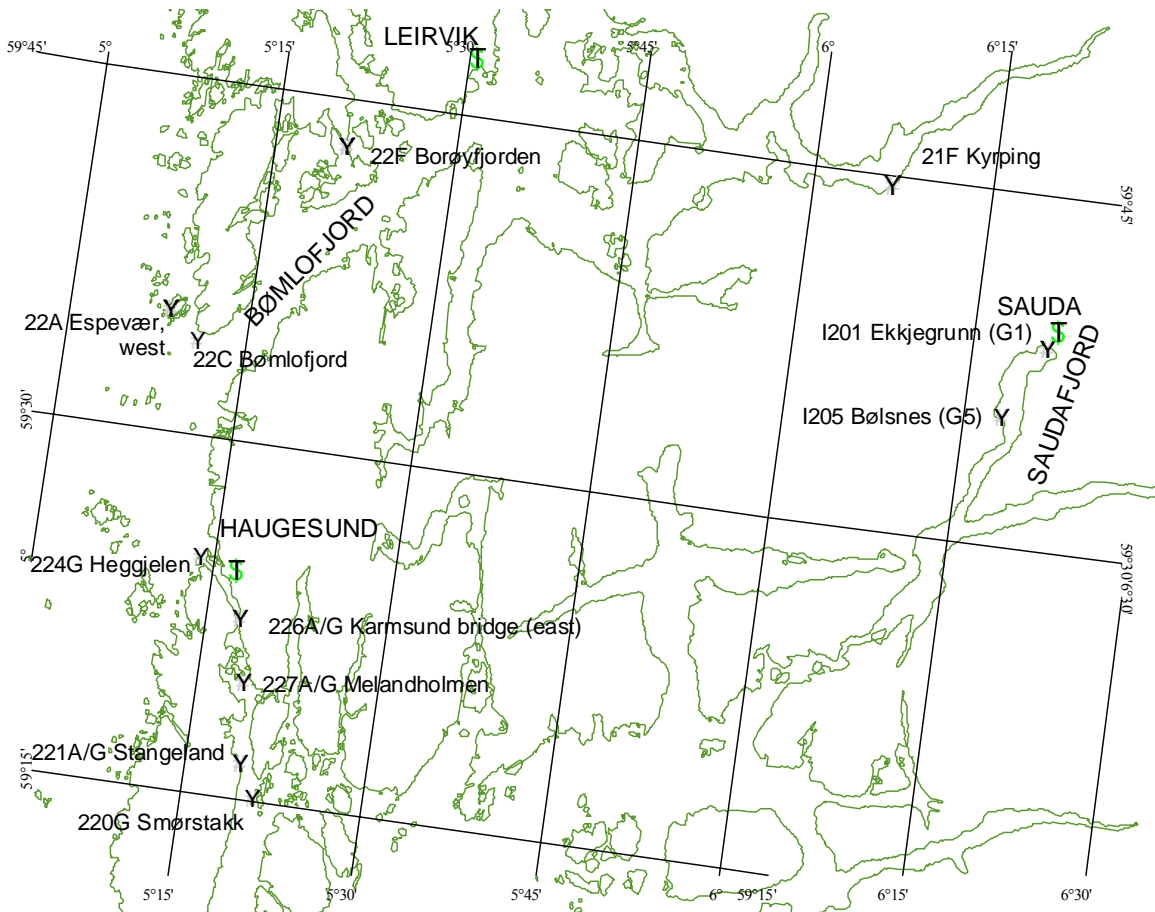 LEIRVIK
59°45'
5°
5°15'
5°30'
5°45'
6°
6°15'
T
S
Y
22F Borøyfjorden
21F Kyrping
Y
59°45'
BØMLOFJORD
Y
22A Espevær,
west
Y
22C Bømlofjord
SAUDA
T
S
I201 Ekkjegrunn (G1)
Y
SAUDAFJORD
I205 Bølsnes (G5)
Y
59°30'
HAUGESUND
Y
224G Heggjelen
5°
T
S
59°30'
6°30'
Y
226A/G Karmsund bridge (east)
Y
227A/G Melandholmen
221A/G Stangeland
Y
59°15'
Y
220G Smørstakk
5°15'
5°30'
5°45'
6°
59°15'
6°15'
6°30'